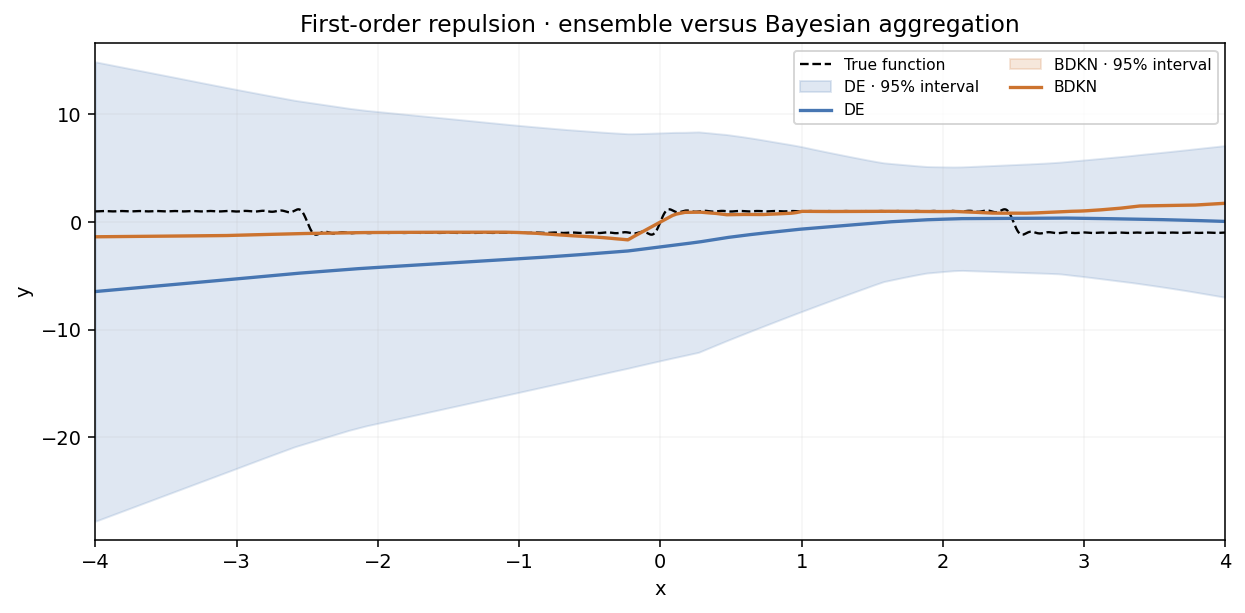 First-order repulsion · ensemble versus Bayesian aggregation
True function
DE · 95% interval
DE
BDKN · 95% interval
BDKN
y
10
0
−10
−20
−4
−3
−2
−1
0
1
2
3
4
x